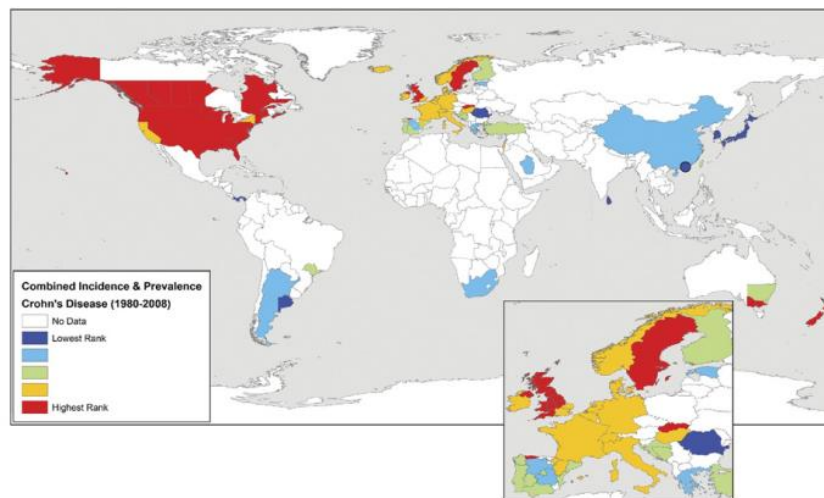 Combined Incidence & Prevalence
Crohn's Disease (1980-2008)
No Data
Lowest Rank
Highest Rank